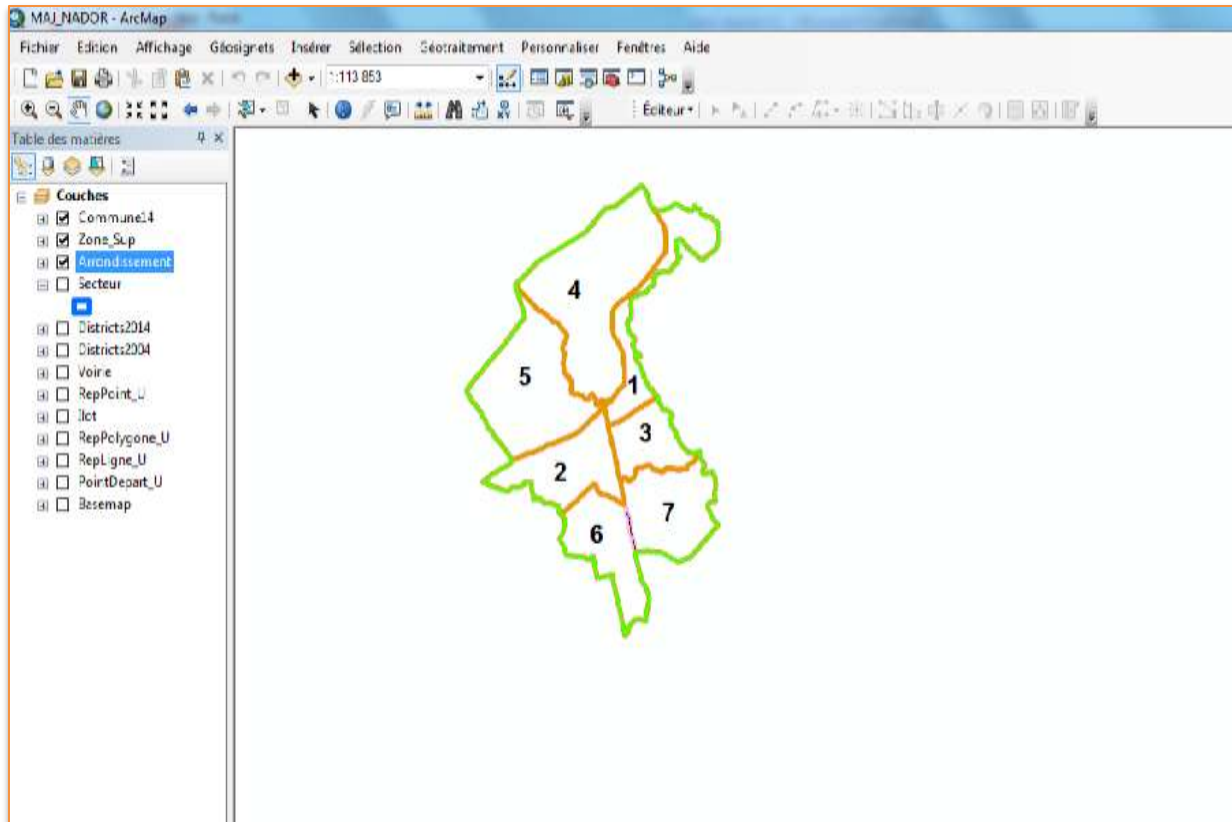 MAJ_NADOR - ArcMap
Fichier Edition Affichage Géosignets Insérer Sélection Géotraitement Personnaliser Fenêtres Aide
1:113 853
Éditeur
Table des matières
Couches
Commune14
Zone_Sup
Arrondissement
Secteur
Districts2014
Districts2004
Voirie
RepPoint_U
Ilot
RepPolygone_U
RepLigne_U
PointDepart_U
Basemap
4
5
1
3
2
7
6